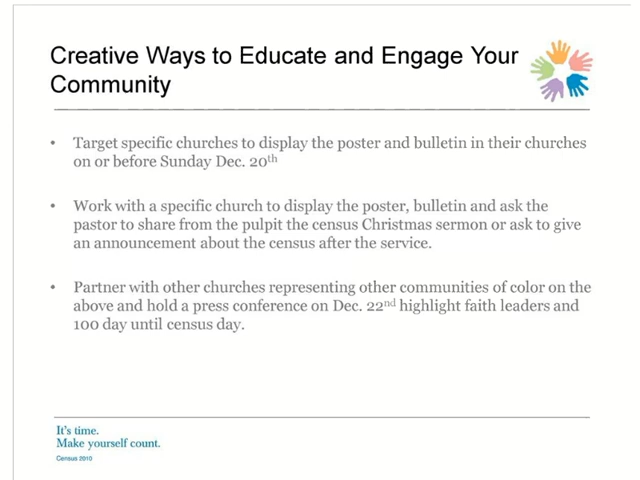 Creative Ways to Educate and Engage Your
Community
• Target specific churches to display the poster and bulletin in their churches
on or before Sunday Dec. 20th
• Work with a specific church to display the poster, bulletin and ask the
pastor to share from the pulpit the census Christmas sermon or ask to give
an announcement about the census after the service.
• Partner with other churches representing other communities of color on the
above and hold a press conference on Dec. 22nd highlight faith leaders and
100 day until census day.
It's time.
Make yourself count.
Census 2010